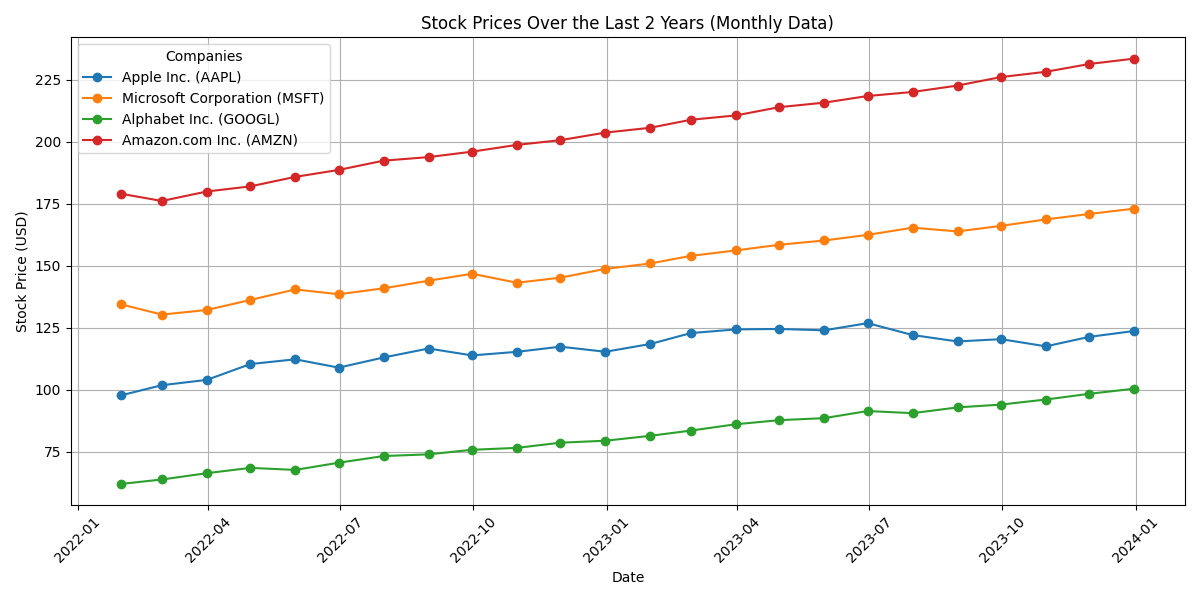 Stock Prices Over the Last 2 Years (Monthly Data)
Companies
Apple Inc. (AAPL)
Microsoft Corporation (MSFT)
Alphabet Inc. (GOOGL)
Amazon.com Inc. (AMZN)
Stock Price (USD)
225
200
175
150
125
100
75
2022-01
2022-04
2022-07
2022-10
2023-01
2023-04
2023-07
2023-10
2024-01
Date